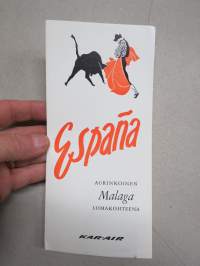 España
AURINKOINEN
Malaga
LOMAKOHTEENA
KAR-AIR